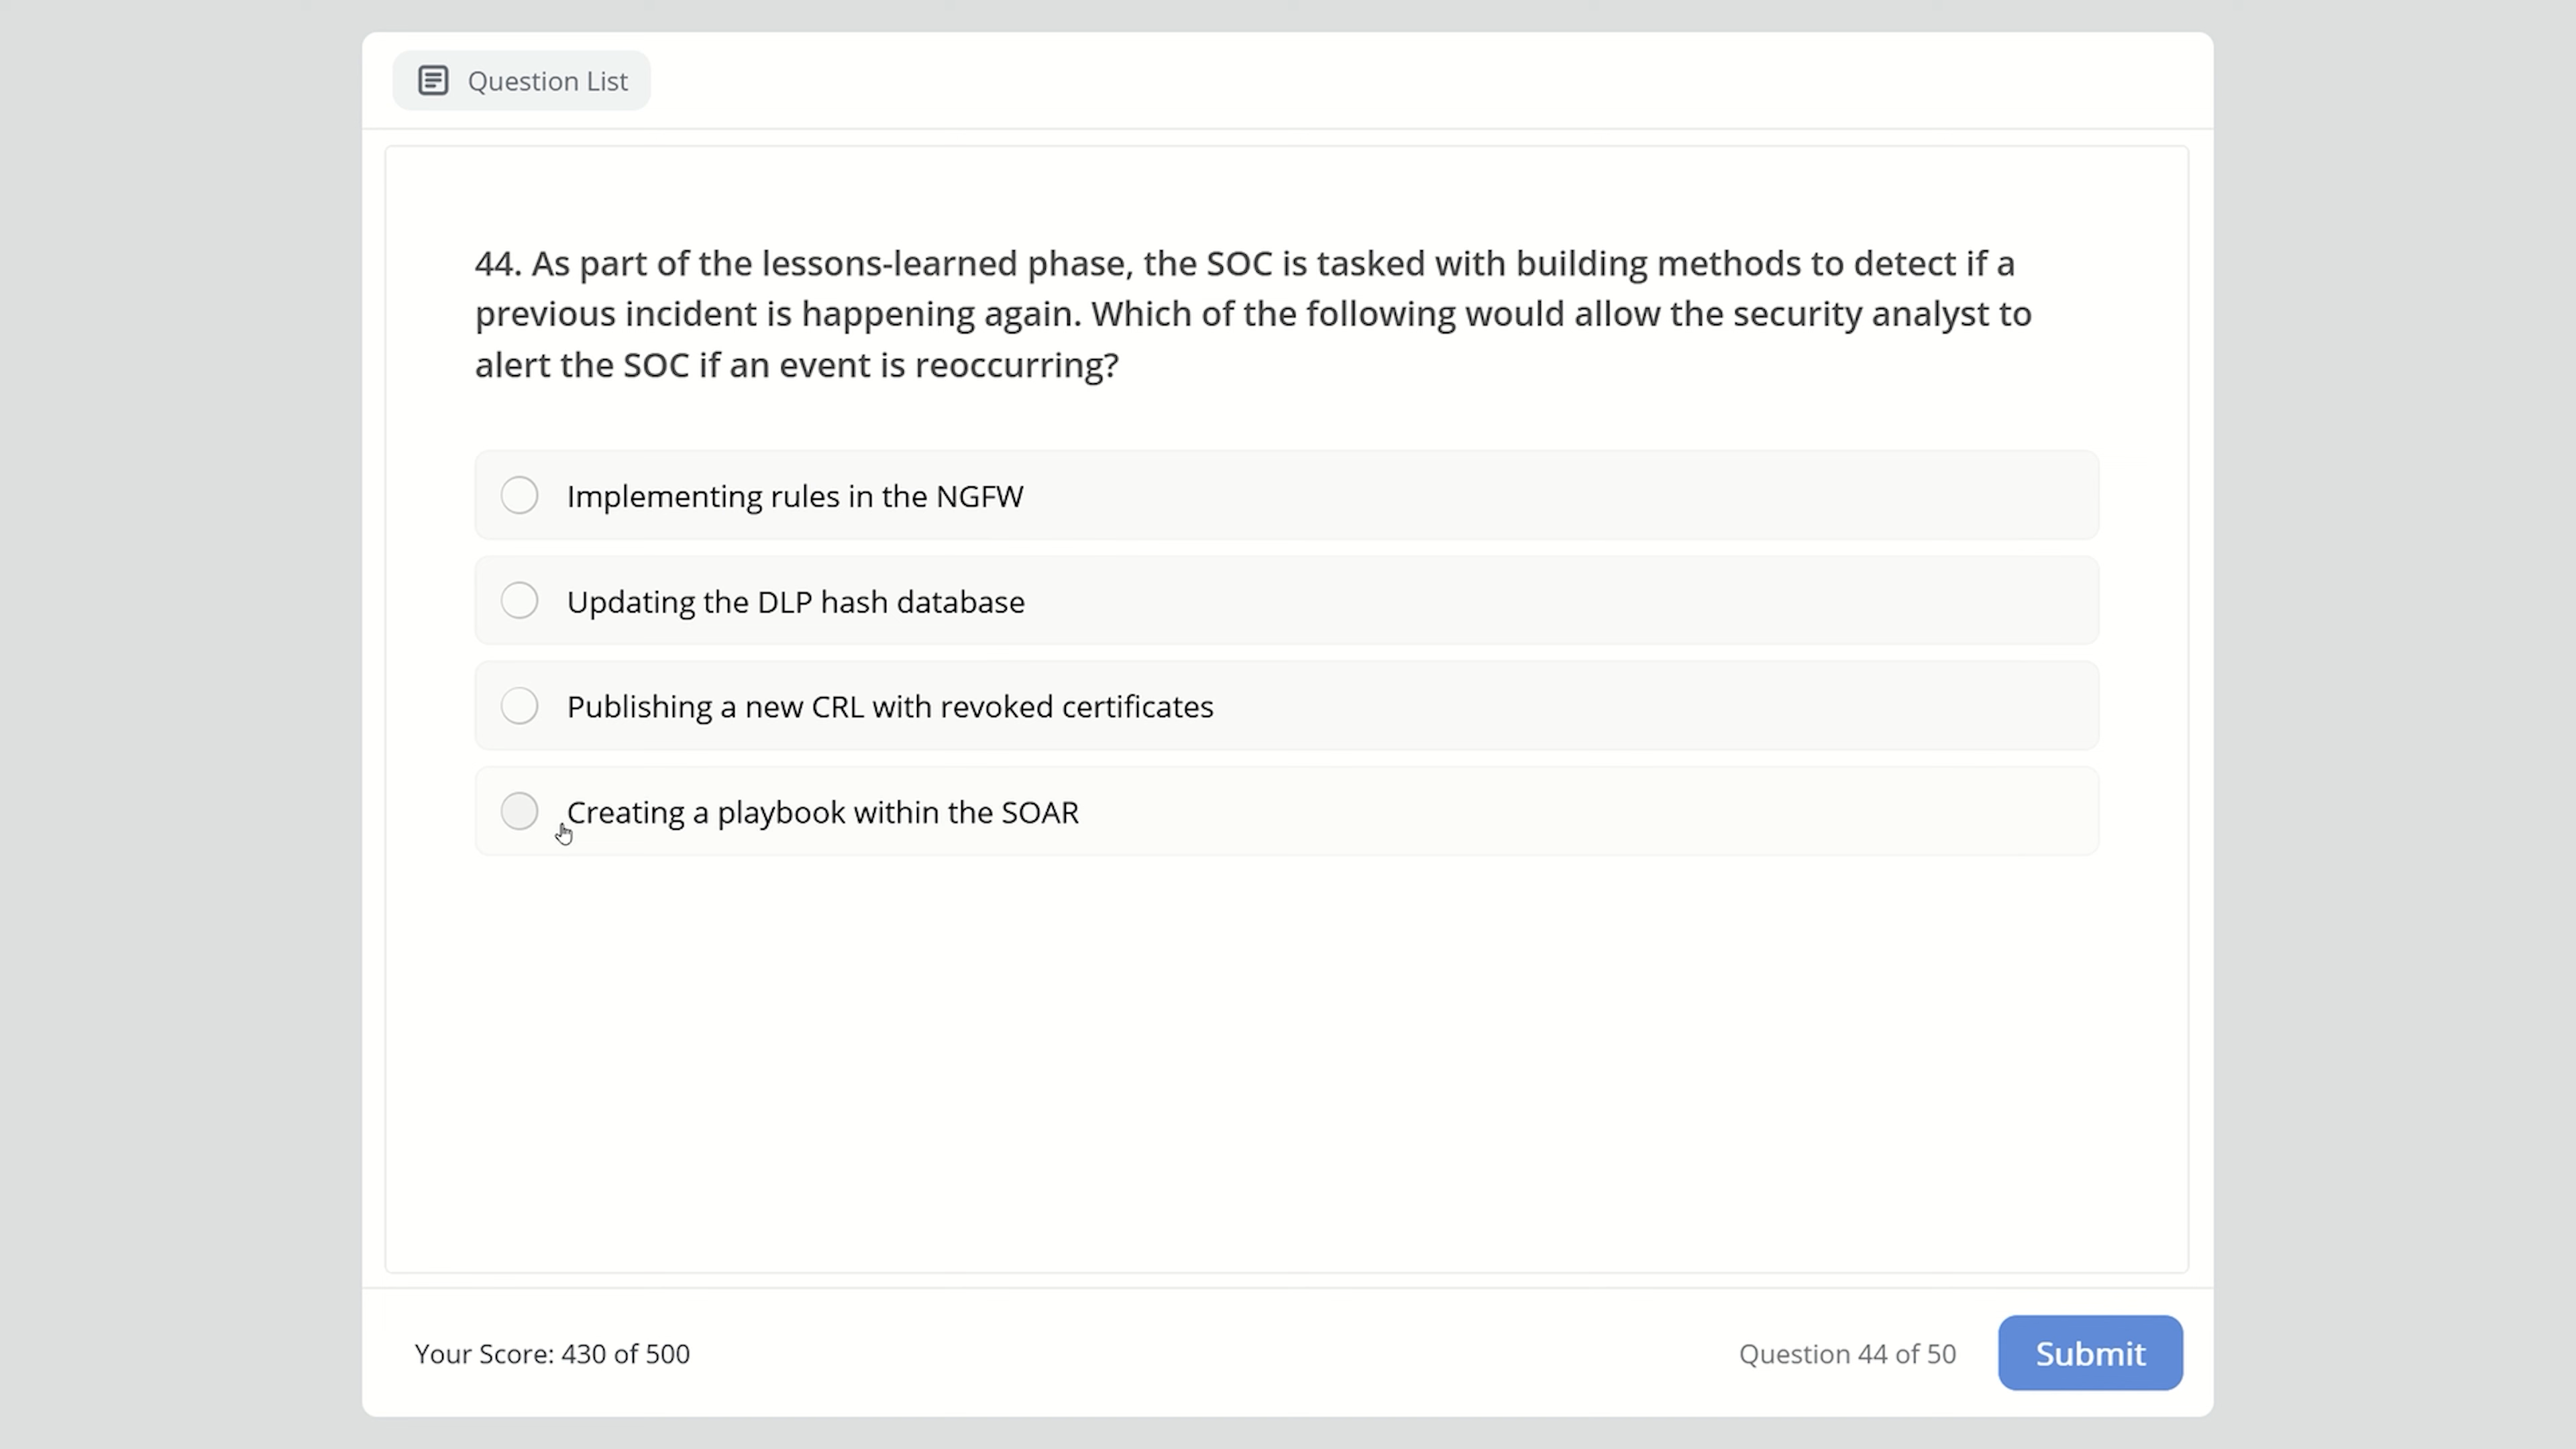 Question List
44. As part of the lessons-learned phase, the SOC is tasked with building methods to detect if a
previous incident is happening again. Which of the following would allow the security analyst to
alert the SOC if an event is reoccurring?
Implementing rules in the NGFW
Updating the DLP hash database
Publishing a new CRL with revoked certificates
Creating a playbook within the SOAR
Your Score: 430 of 500
Question 44 of 50
Submit